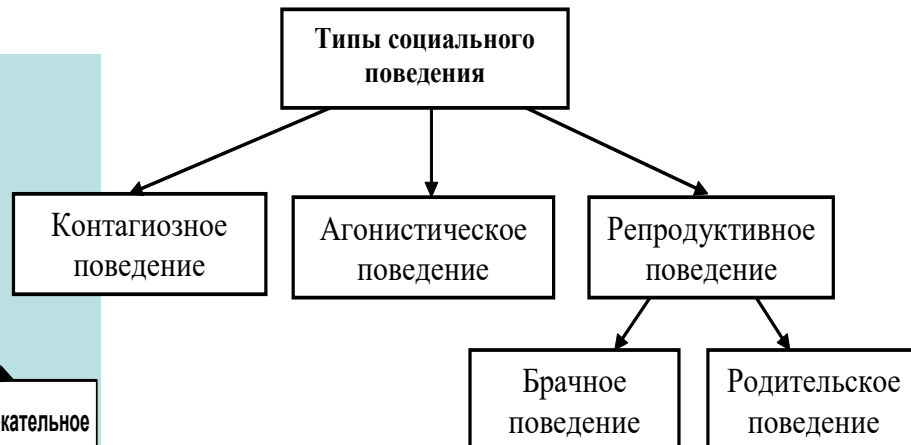 Типы социального
поведения
Контагиозное
поведение
Агонистическое
поведение
Репродуктивное
поведение
Брачное
поведение
Родительское
поведение